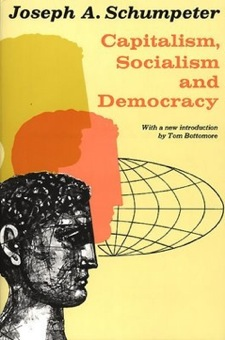 Joseph A. Schumpeter
Capitalism,
Socialism
and
Democracy
With a new introduction
by Tom Bottomore